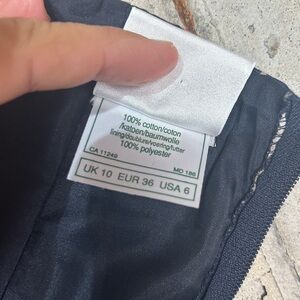 100% cotton/coton
/katoen/baumwolle
lining/doublure/voering/futter
100% polyester
CA 11249 MD 186
UK 10 EUR 36 USA 6